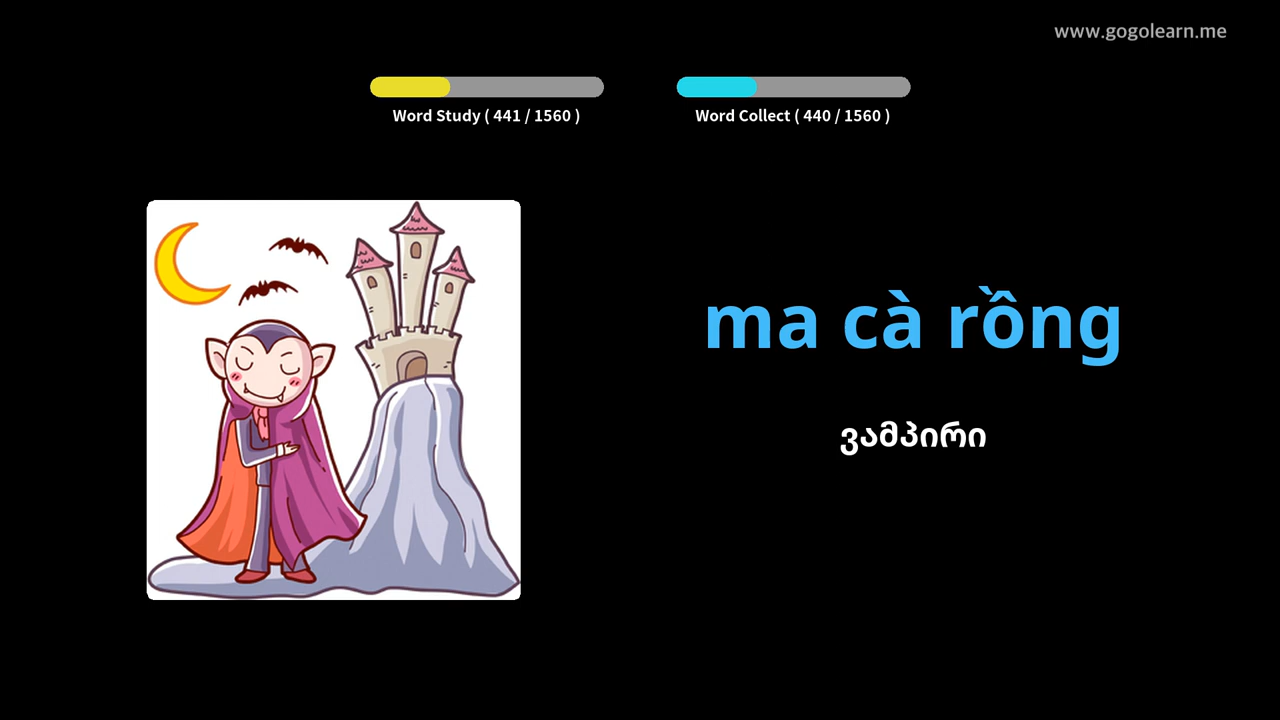 www.gogolearn.me
Word Study ( 441 / 1560 )
Word Collect ( 440 / 1560 )
ma cà rồng
ვამპირი